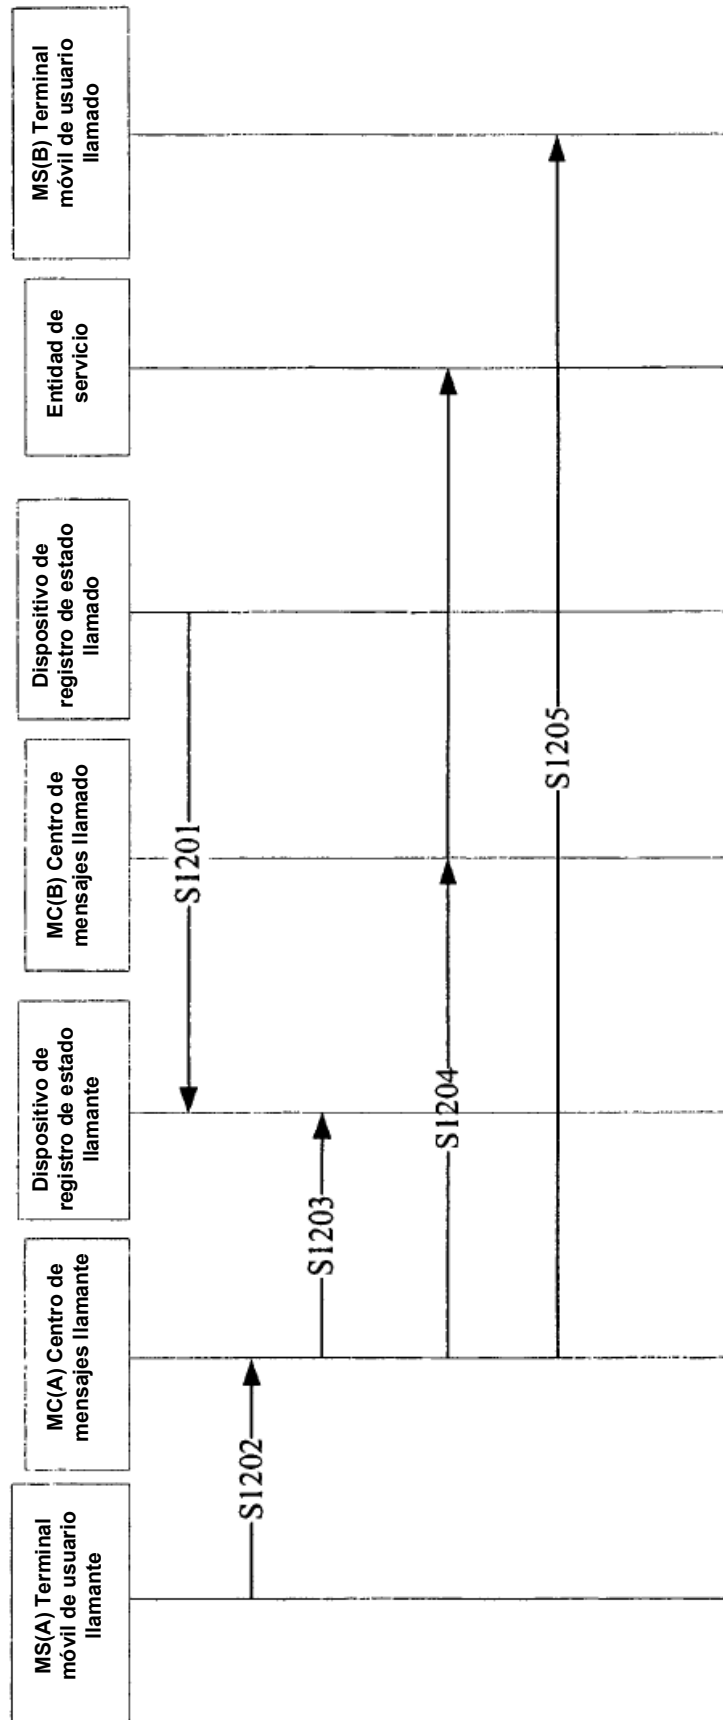 MS(A) Terminal
móvil de usuario
llamante
MC(A) Centro de
mensajes llamante
Dispositivo de
registro de estado
llamante
MC(B) Centro de
mensajes llamado
Dispositivo de
registro de estado
llamado
Entidad de
servicio
MS(B) Terminal
móvil de usuario
llamado
S1201
S1202
S1203
S1204
S1205